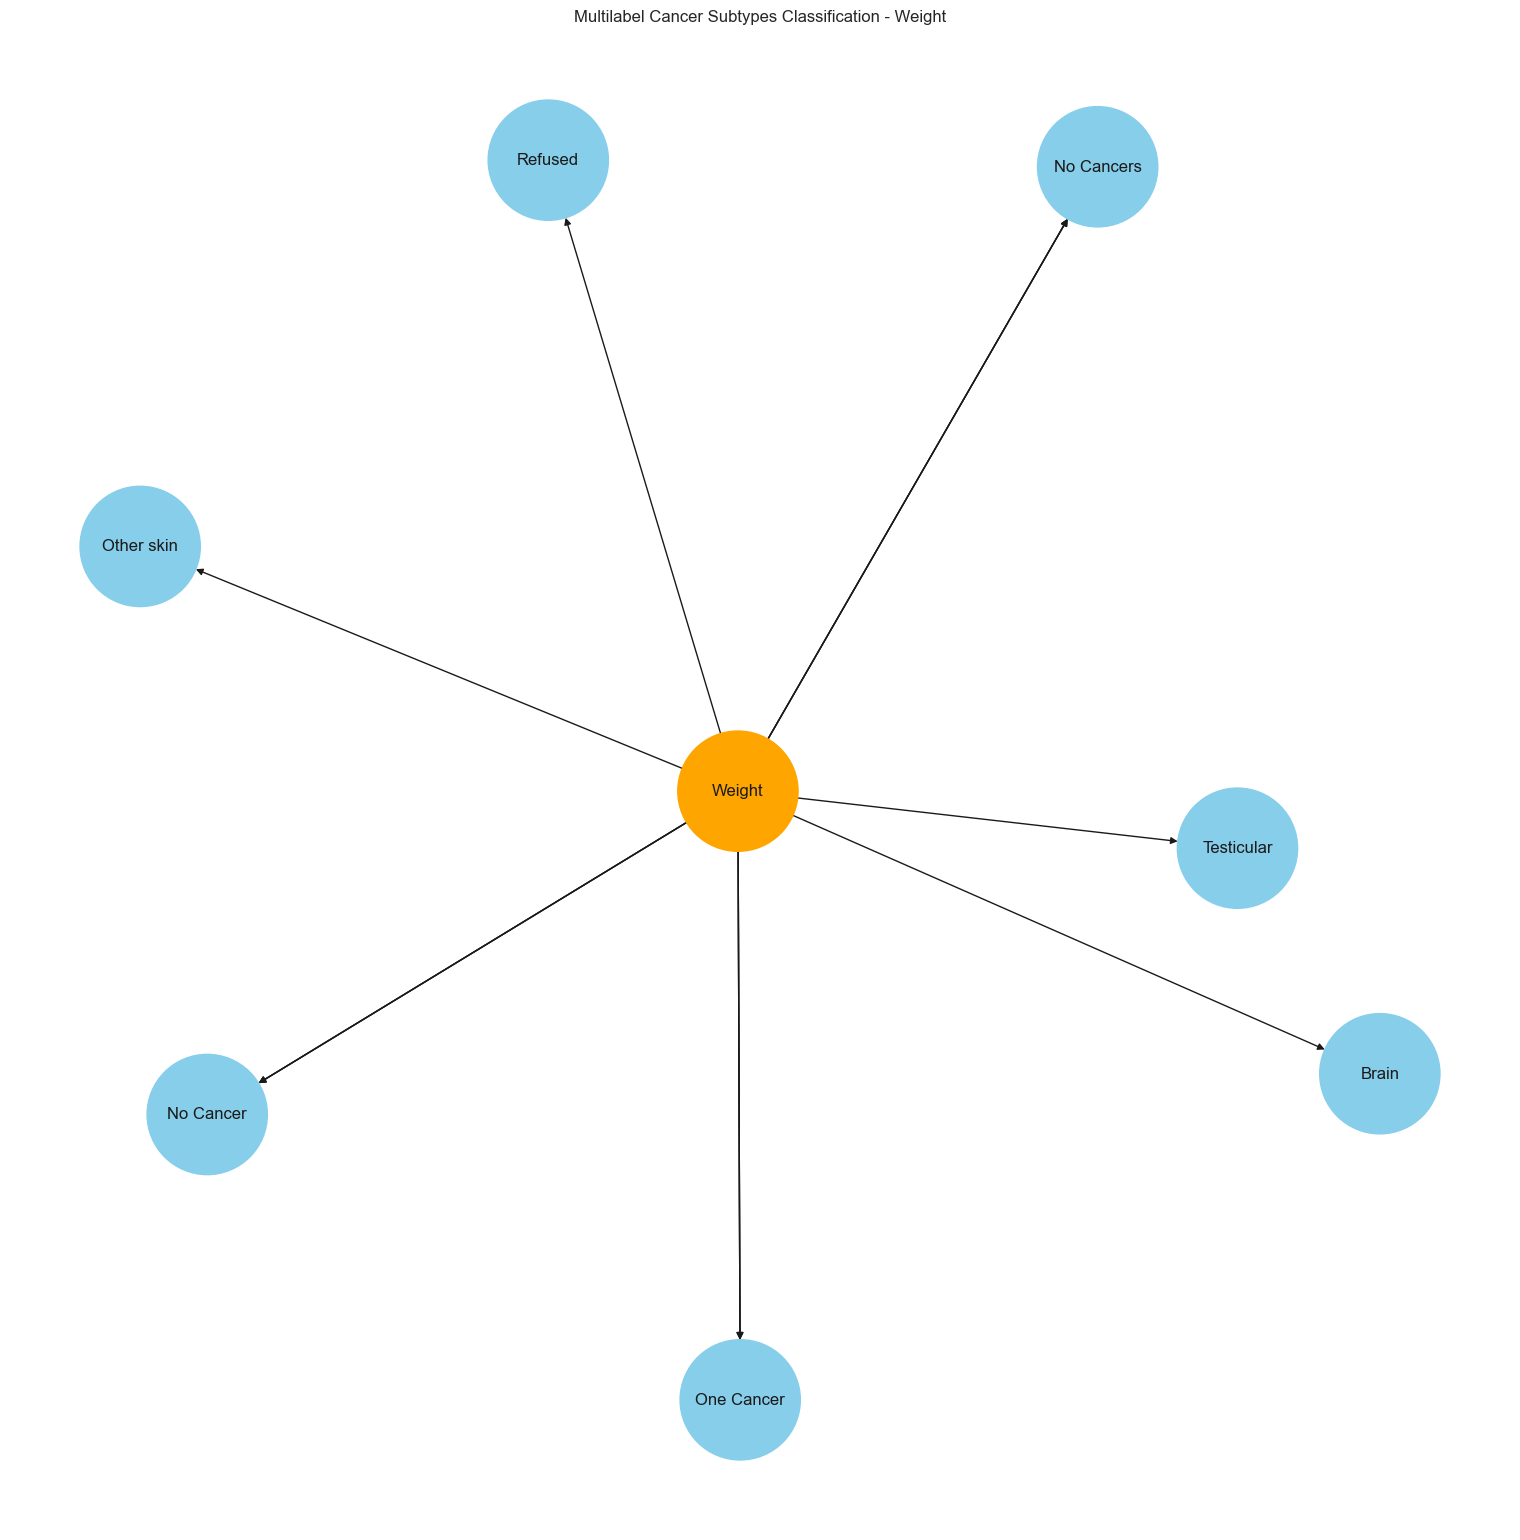 Multilabel Cancer Subtypes Classification - Weight
Refused
No Cancers
Other skin
Weight
Testicular
Brain
No Cancer
One Cancer